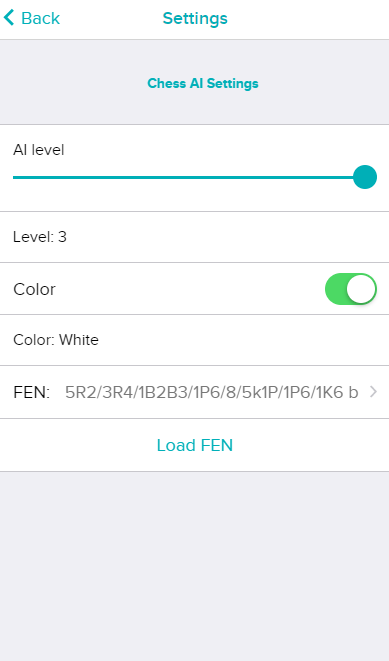 Back
Settings
Chess AI Settings
AI level
Level: 3
Color
Color: White
FEN: 5R2/3R4/1B2B3/1P6/8/5k1P/1P6/1K6 b
Load FEN